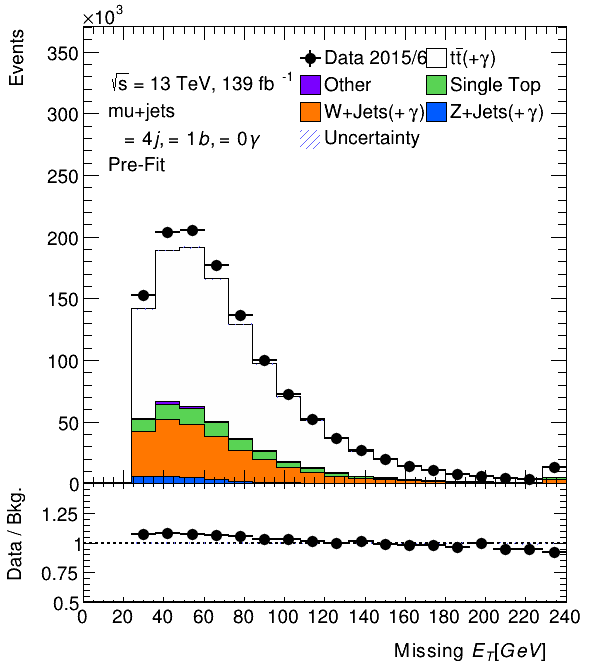 ×10³
Events
350
300
250
200
150
100
50
0
√s = 13 TeV, 139 fb⁻¹
mu+jets
= 4j, = 1b, = 0γ
Pre-Fit
Data 2015/6
tt̄(+γ)
Other
Single Top
W+Jets(+γ)
Z+Jets(+γ)
Uncertainty
Data / Bkg.
1.25
1
0.75
0.5
0 20 40 60 80 100 120 140 160 180 200 220 240
Missing E_T[GeV]